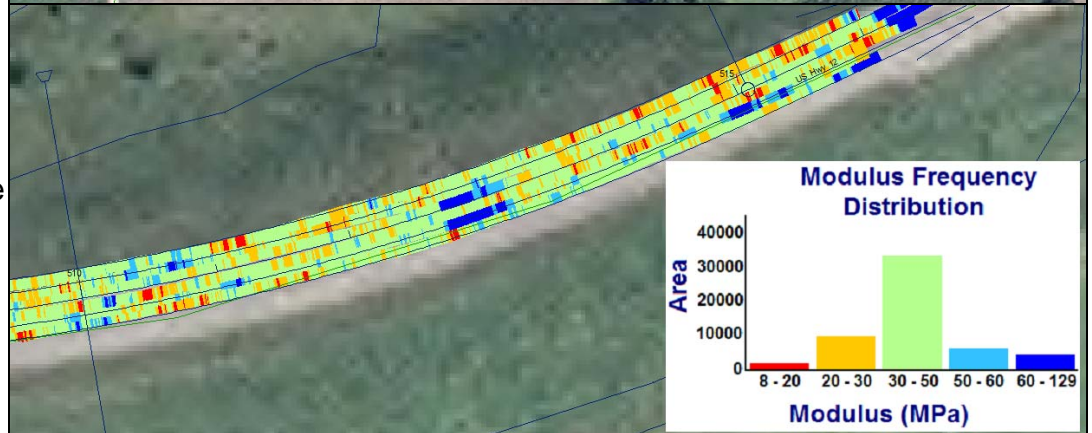 e
515
US Hwy 12
510
Modulus Frequency
Distribution
Area
40000
30000
20000
10000
0
8 - 20
20 - 30
30 - 50
50 - 60
60 - 129
Modulus (MPa)